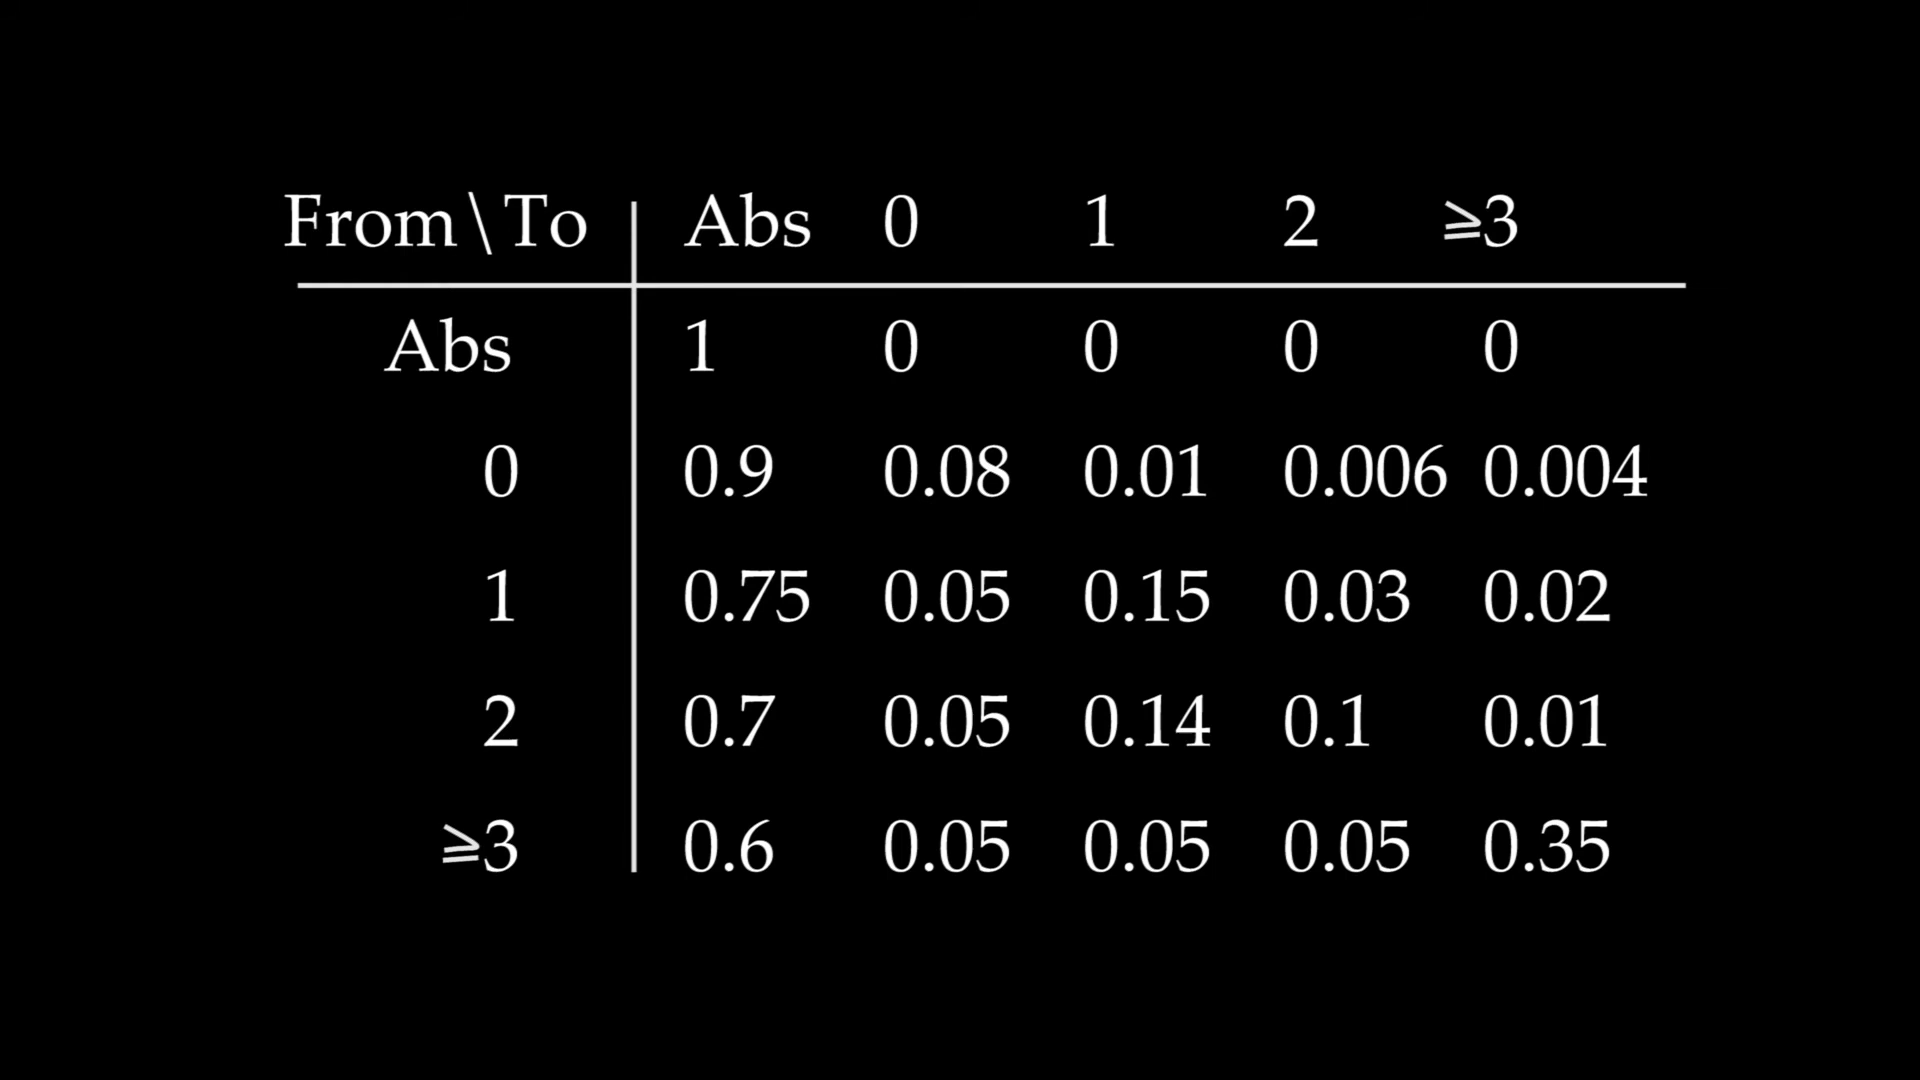 From\To Abs 0 1 2 ≥3
Abs 1 0 0 0 0
0 0.9 0.08 0.01 0.006 0.004
1 0.75 0.05 0.15 0.03 0.02
2 0.7 0.05 0.14 0.1 0.01
≥3 0.6 0.05 0.05 0.05 0.35